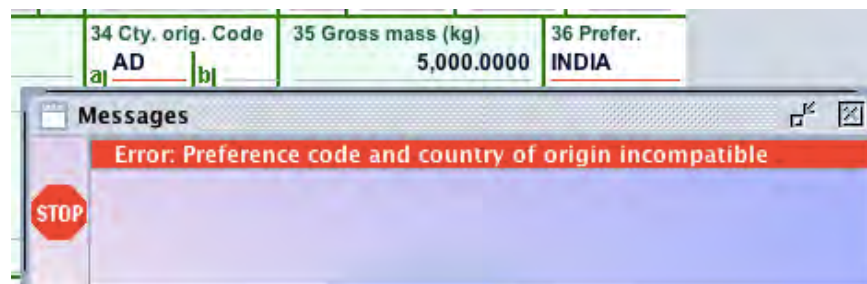 34 Cty. orig. Code 35 Gross mass (kg) 36 Prefer.
a| AD |b| 5,000.0000 INDIA
Messages
Error: Preference code and country of origin incompatible
STOP